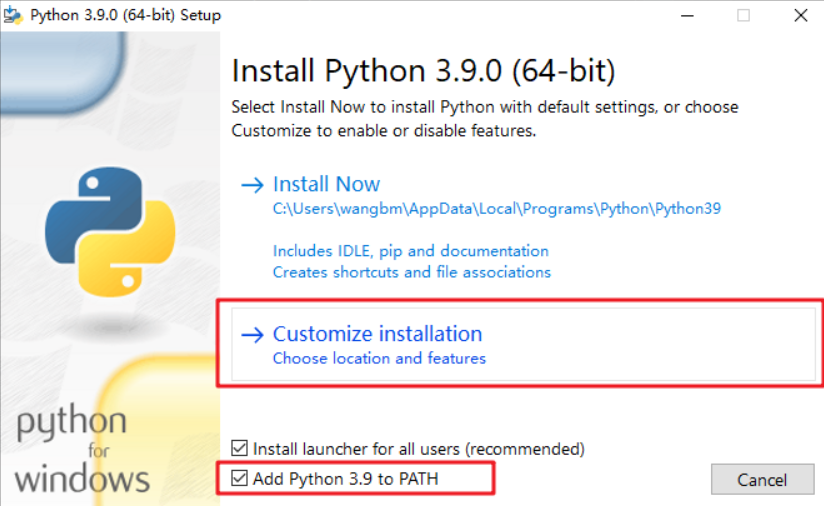 Python 3.9.0 (64-bit) Setup
Install Python 3.9.0 (64-bit)
Select Install Now to install Python with default settings, or choose
Customize to enable or disable features.
Install Now
C:\Users\wangbm\AppData\Local\Programs\Python\Python39
Includes IDLE, pip and documentation
Creates shortcuts and file associations
Customize installation
Choose location and features
python
for
windows
Install launcher for all users (recommended)
Add Python 3.9 to PATH
Cancel